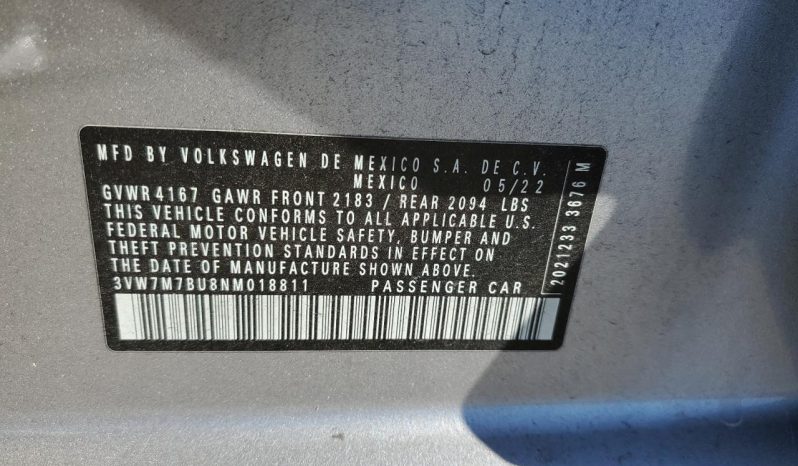 MFD BY VOLKSWAGEN DE MEXICO S.A. DE C.V.
MEXICO 05/22
GVWR 4167 GAWR FRONT 2183 / REAR 2094 LBS
THIS VEHICLE CONFORMS TO ALL APPLICABLE U.S.
FEDERAL MOTOR VEHICLE SAFETY, BUMPER AND
THEFT PREVENTION STANDARDS IN EFFECT ON
THE DATE OF MANUFACTURE SHOWN ABOVE.
3VW7M7BU8NM018811 PASSENGER CAR
2021233 3676 M